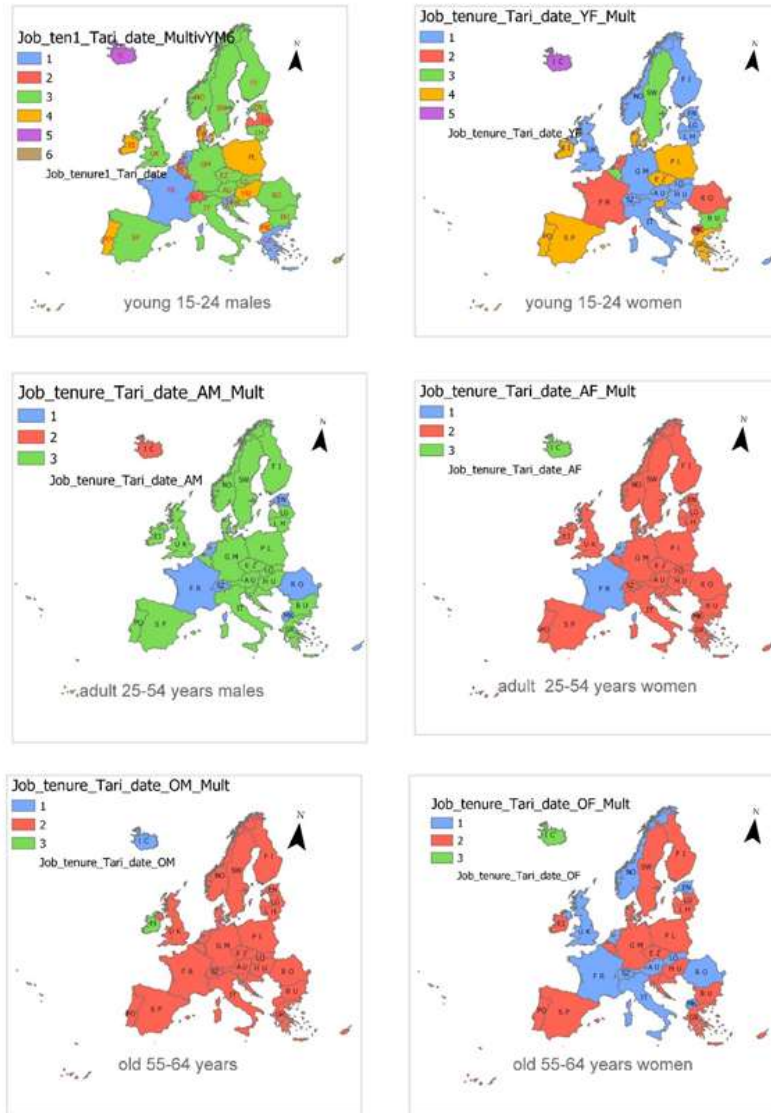 Job_ten1_Tari_date_MultivYM6
1
2
3
4
5
6
Job_tenure1_Tari_date
N
young 15-24 males
Job_tenure_Tari_date_YF_Mult
1
2
3
4
5
Job_tenure_Tari_date_YF
N
I C
N O
S W
F I
U K
G M
P L
F R
I T
S P
R O
B U
young 15-24 women
Job_tenure_Tari_date_AM_Mult
1
2
3
Job_tenure_Tari_date_AM
N
I C
N O
S W
F I
E N
L O
L H
U K
G M
P L
F R
A U
H U
R O
B U
I T
S P
adult 25-54 years males
Job_tenure_Tari_date_AF_Mult
1
2
3
Job_tenure_Tari_date_AF
N
I C
N O
S W
F I
U K
G M
P L
F R
A U
H U
R O
B U
I T
S P
adult 25-54 years women
Job_tenure_Tari_date_OM_Mult
1
2
3
Job_tenure_Tari_date_OM
N
I C
N O
S W
F I
U K
G M
P L
F R
A U
H U
R O
B U
I T
S P
old 55-64 years
Job_tenure_Tari_date_OF_Mult
1
2
3
Job_tenure_Tari_date_OF
N
I C
N O
S W
F I
U K
G M
P L
F R
A U
R O
B U
I T
S P
old 55-64 years women